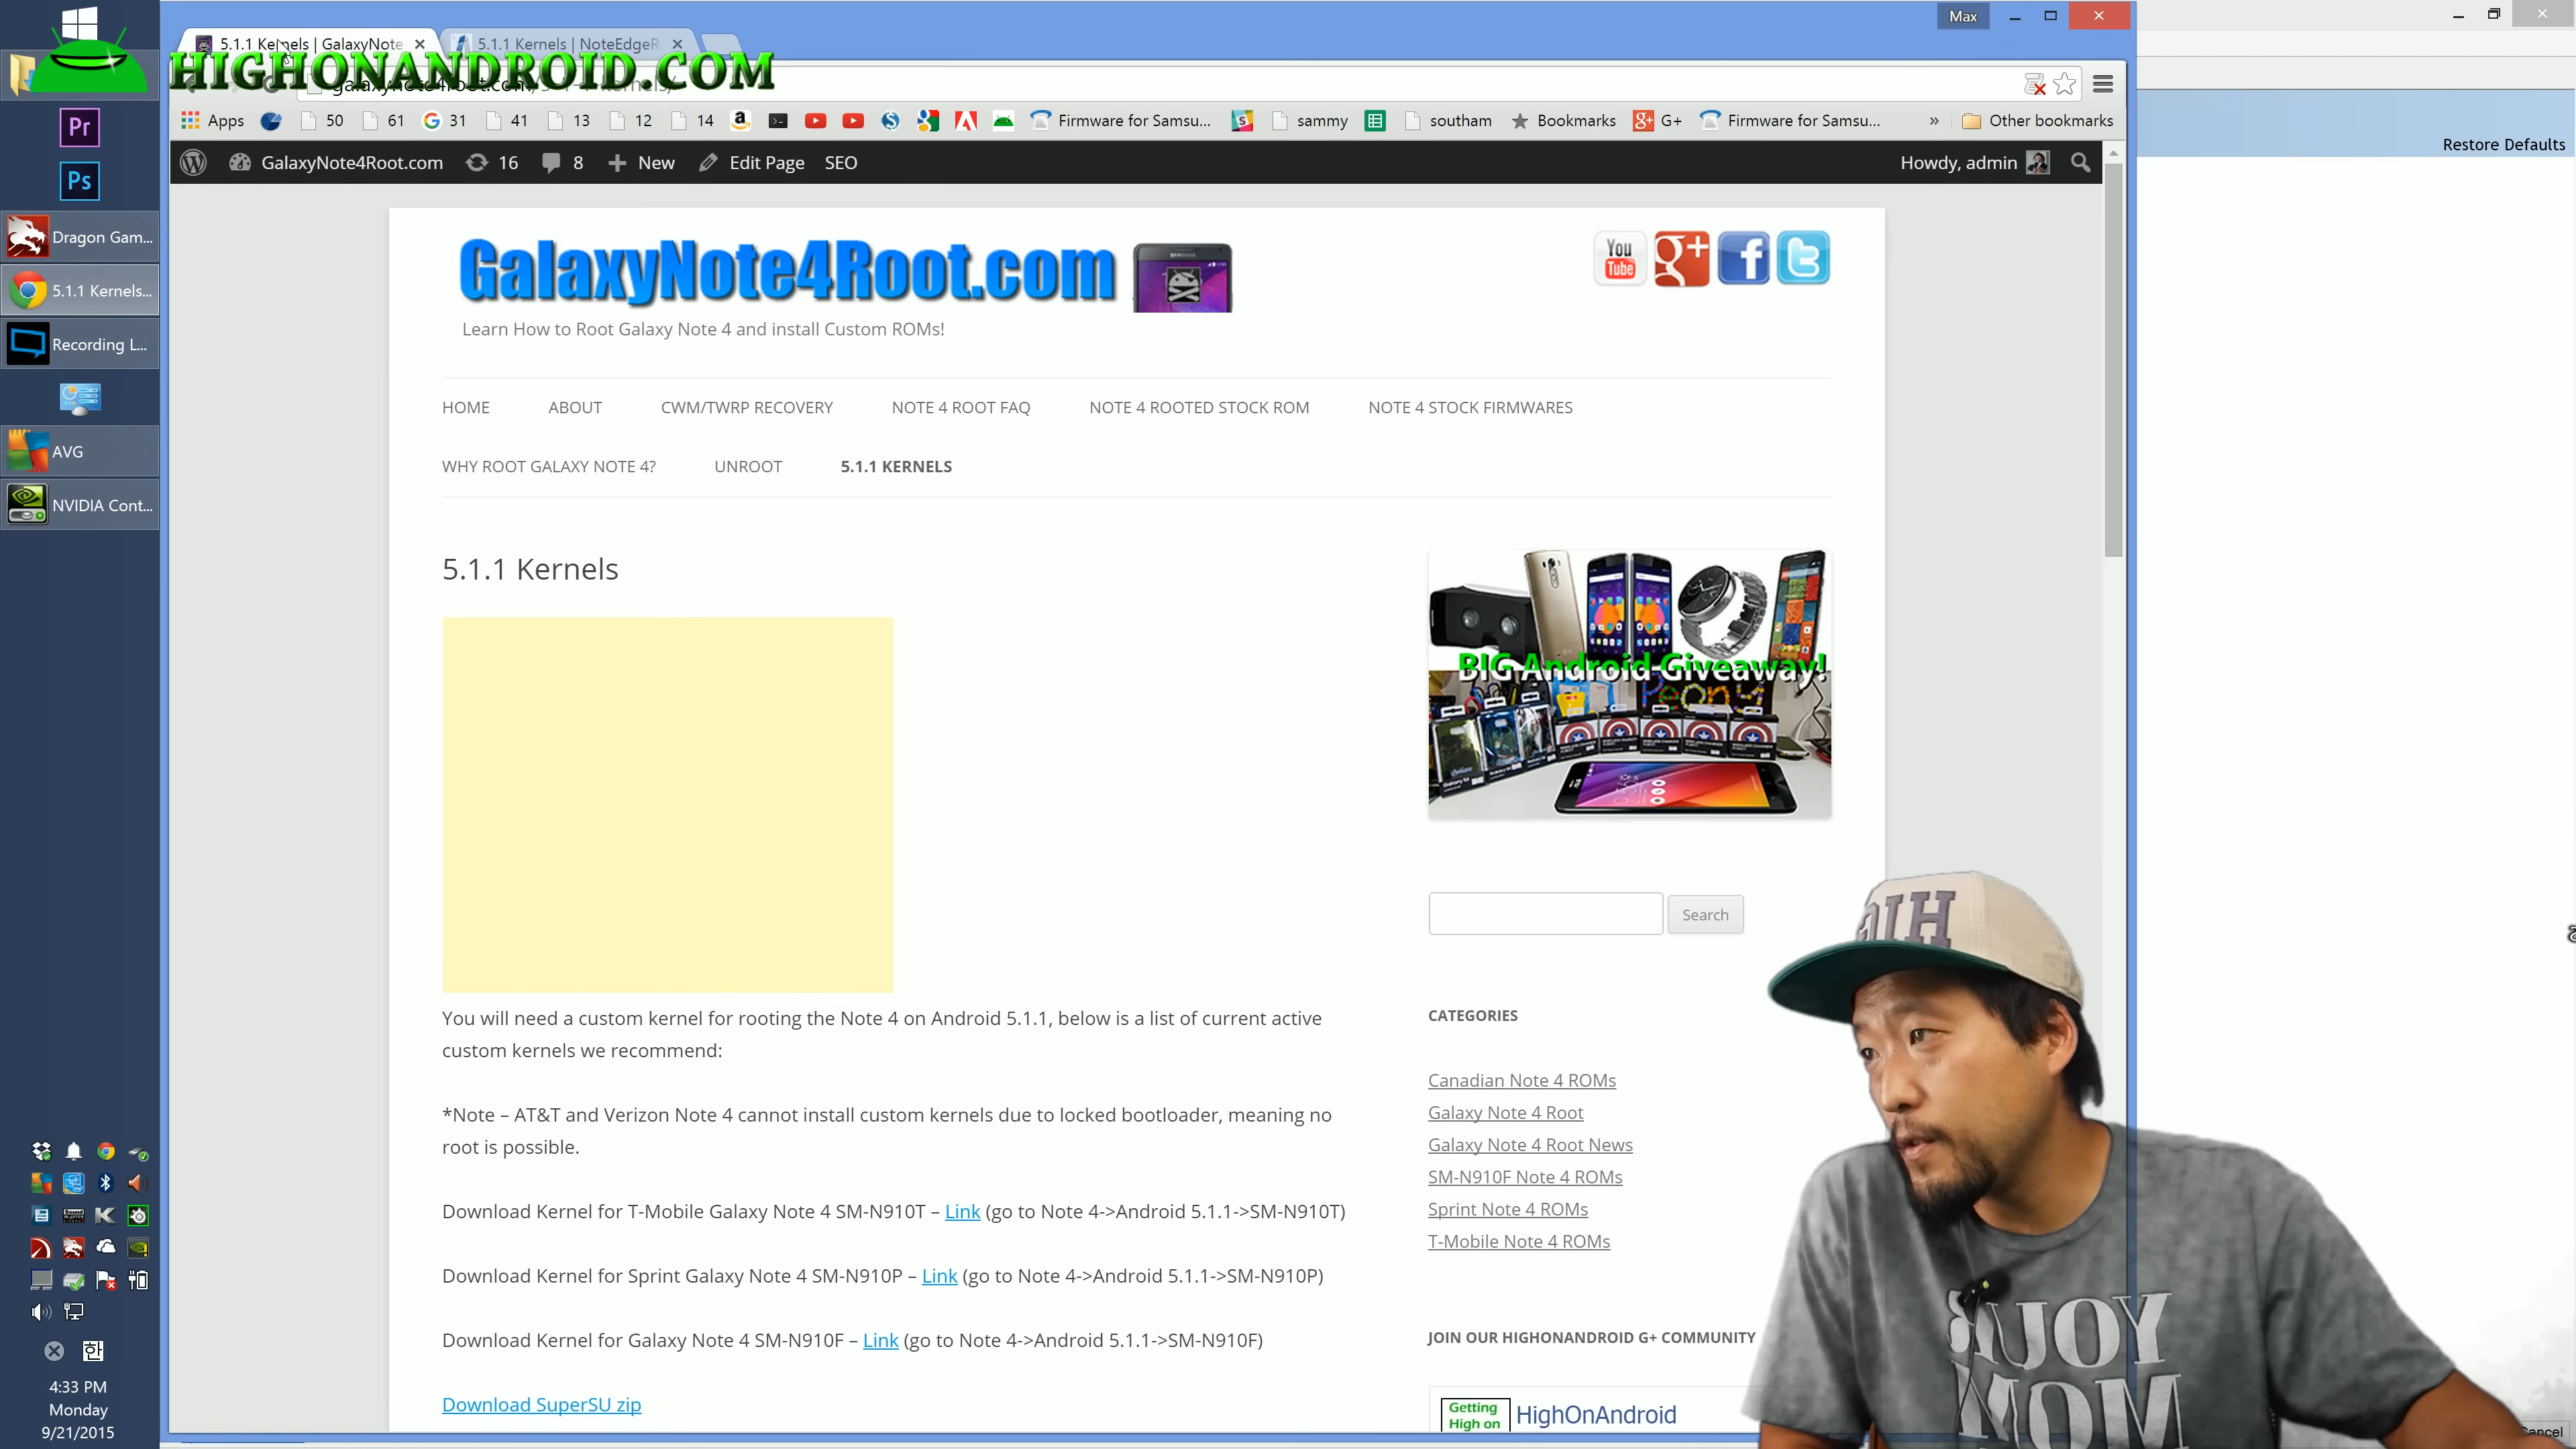 Max
5.1.1 Kernels | GalaxyNote
5.1.1 Kernels | NoteEdgeR
HIGHONANDROID.COM
Apps
50
61
31
41
13
12
14
Firmware for Samsu...
sammy
southam
Bookmarks
G+
Firmware for Samsu...
»
Other bookmarks
Restore Defaults
GalaxyNote4Root.com
16
8
New
Edit Page
SEO
Howdy, admin
Pr
Ps
Dragon Gam...
5.1.1 Kernels...
Recording L...
AVG
NVIDIA Cont...
GalaxyNote4Root.com
You Tube
g+
f
t
Learn How to Root Galaxy Note 4 and install Custom ROMs!
HOME
ABOUT
CWM/TWRP RECOVERY
NOTE 4 ROOT FAQ
NOTE 4 ROOTED STOCK ROM
NOTE 4 STOCK FIRMWARES
WHY ROOT GALAXY NOTE 4?
UNROOT
5.1.1 KERNELS
5.1.1 Kernels
BIG Android Giveaway!
You will need a custom kernel for rooting the Note 4 on Android 5.1.1, below is a list of current active
custom kernels we recommend:
*Note – AT&T and Verizon Note 4 cannot install custom kernels due to locked bootloader, meaning no
root is possible.
Download Kernel for T-Mobile Galaxy Note 4 SM-N910T – Link (go to Note 4->Android 5.1.1->SM-N910T)
Download Kernel for Sprint Galaxy Note 4 SM-N910P – Link (go to Note 4->Android 5.1.1->SM-N910P)
Download Kernel for Galaxy Note 4 SM-N910F – Link (go to Note 4->Android 5.1.1->SM-N910F)
Download SuperSU zip
Search
CATEGORIES
Canadian Note 4 ROMs
Galaxy Note 4 Root
Galaxy Note 4 Root News
SM-N910F Note 4 ROMs
Sprint Note 4 ROMs
T-Mobile Note 4 ROMs
JOIN OUR HIGHONANDROID G+ COMMUNITY
Getting
High on
HighOnAndroid
한
4:33 PM
Monday
9/21/2015